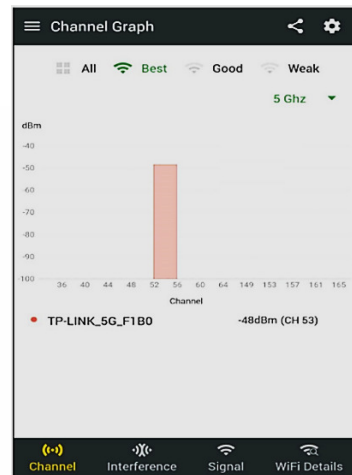 Channel Graph
All Best Good Weak
5 Ghz
dBm
-40
-50
-60
-70
-80
-90
-100
36 40 44 48 52 56 60 64 149 153 157 161 165
Channel
TP-LINK_5G_F1B0 -48dBm (CH 53)
Channel Interference Signal WiFi Details